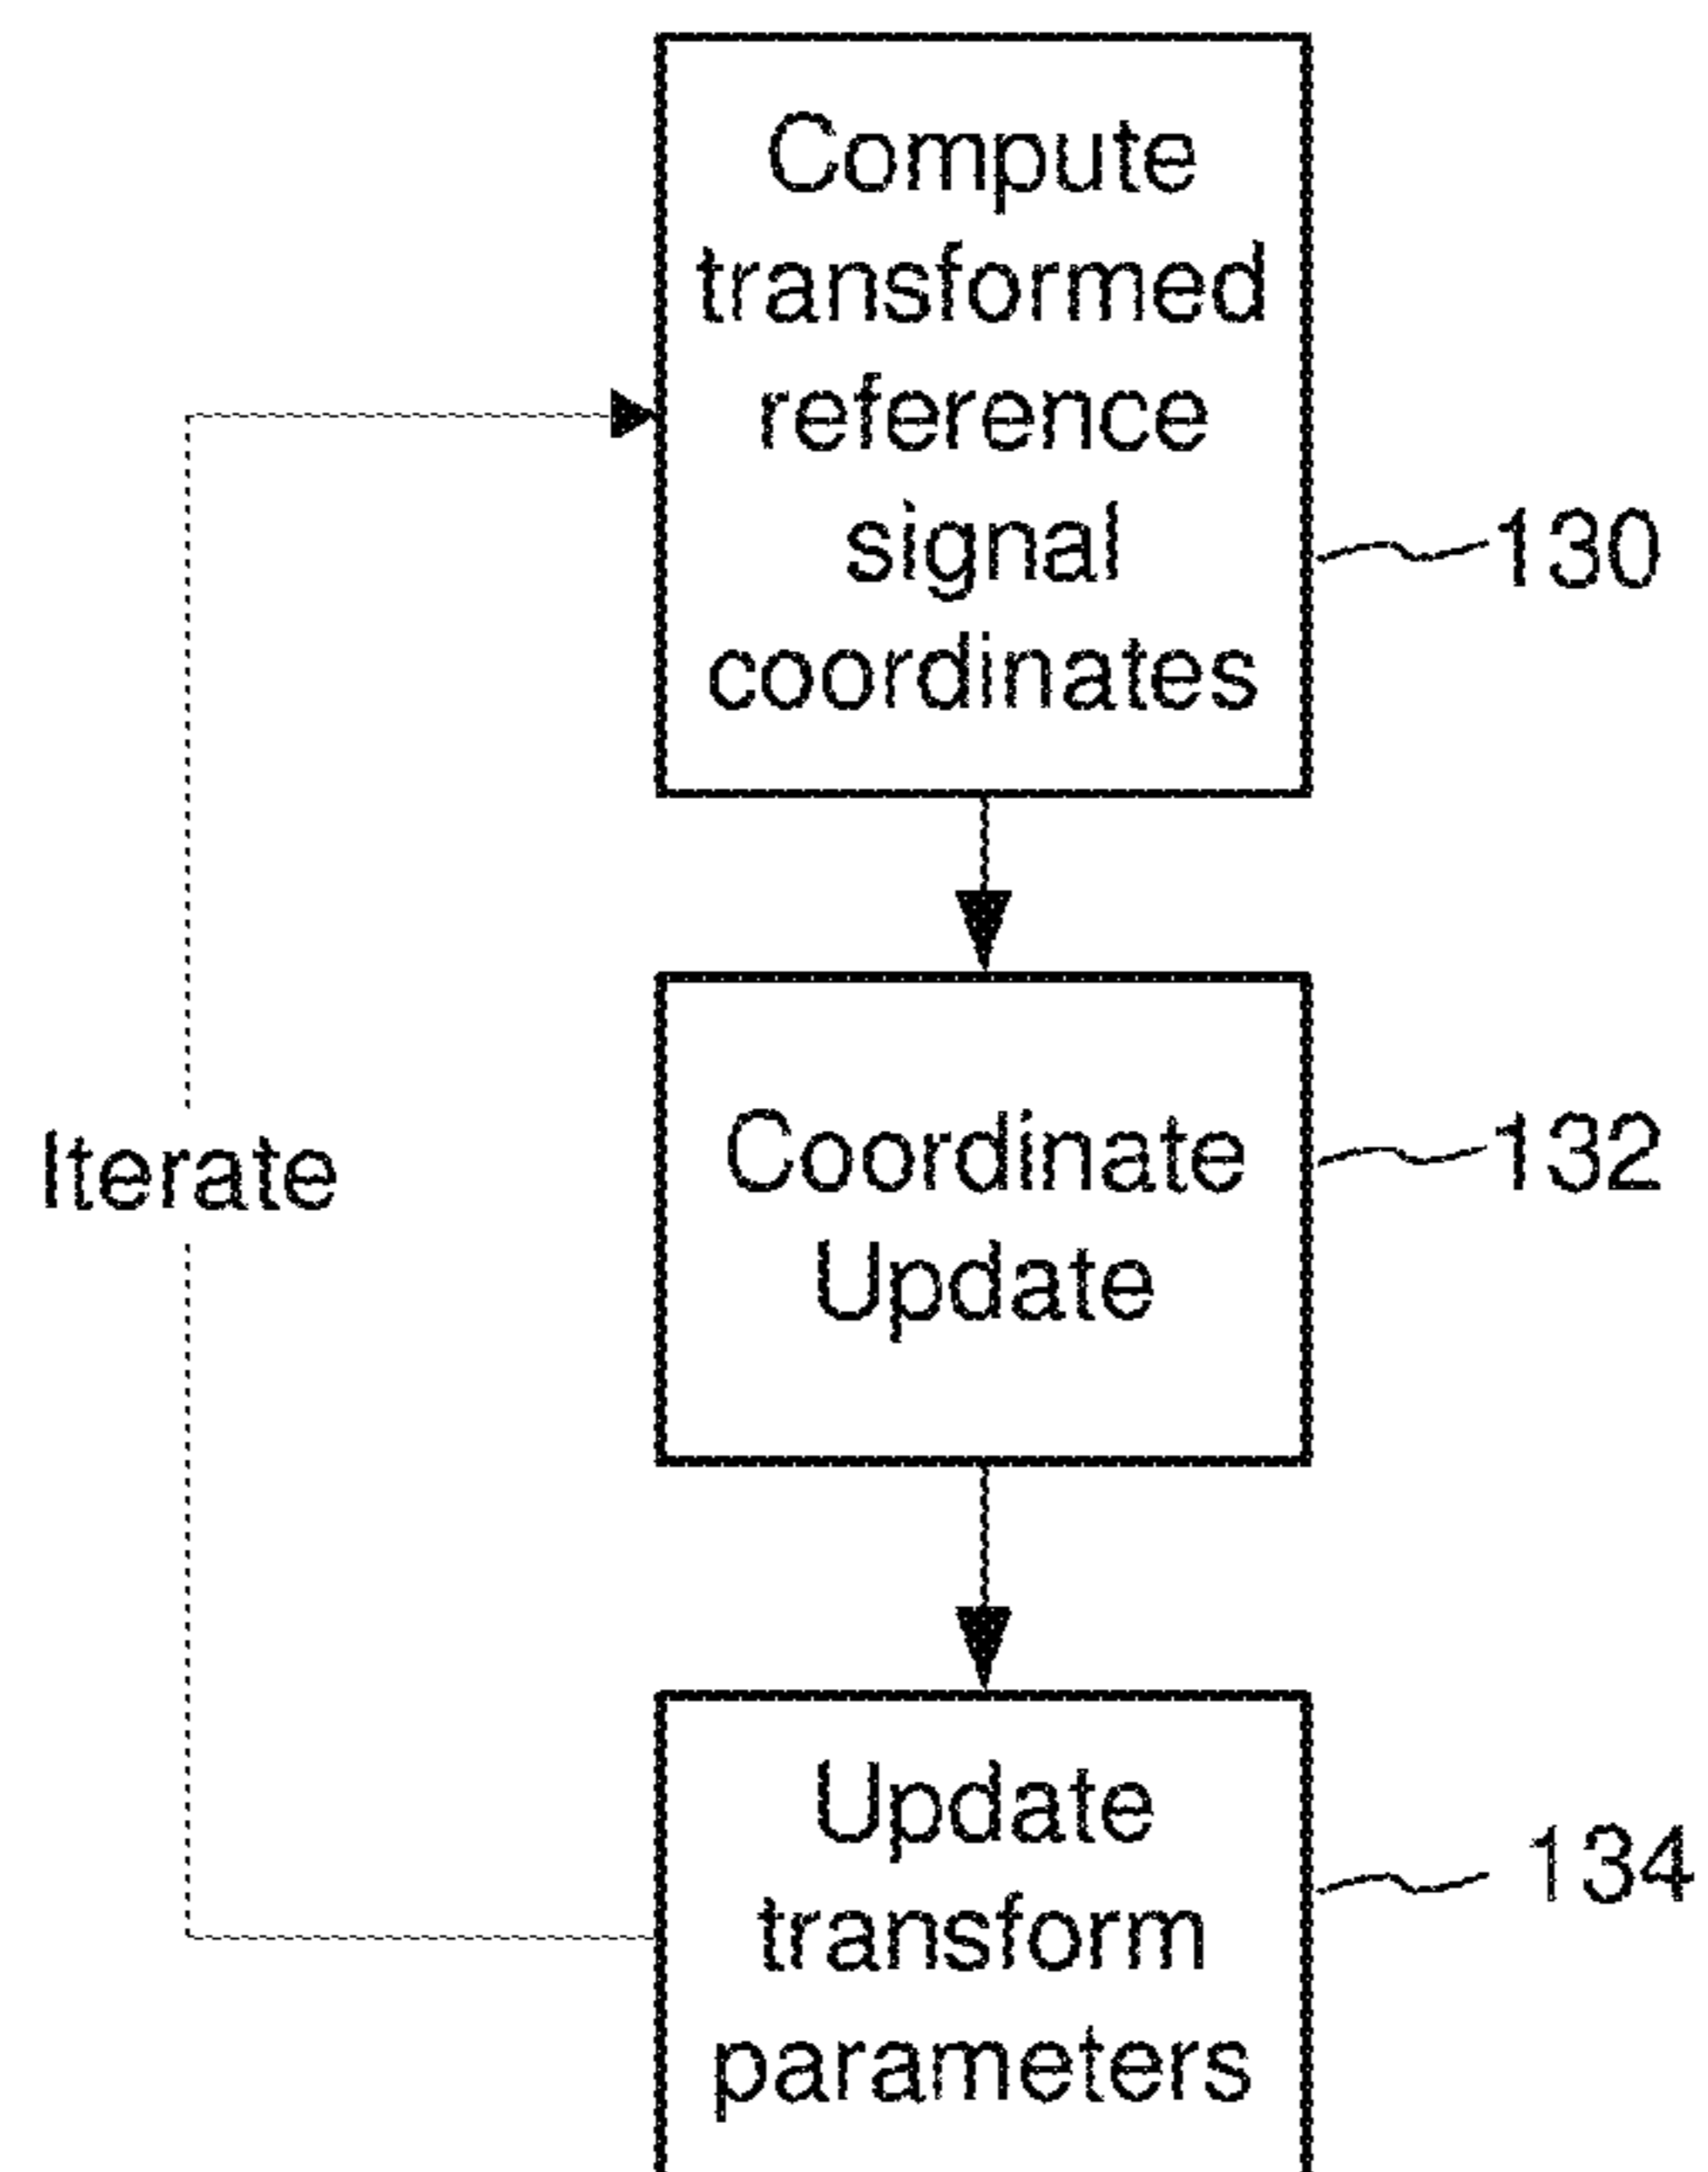 Compute
transformed
reference
signal
coordinates
130
Iterate
Coordinate
Update
132
Update
transform
parameters
134